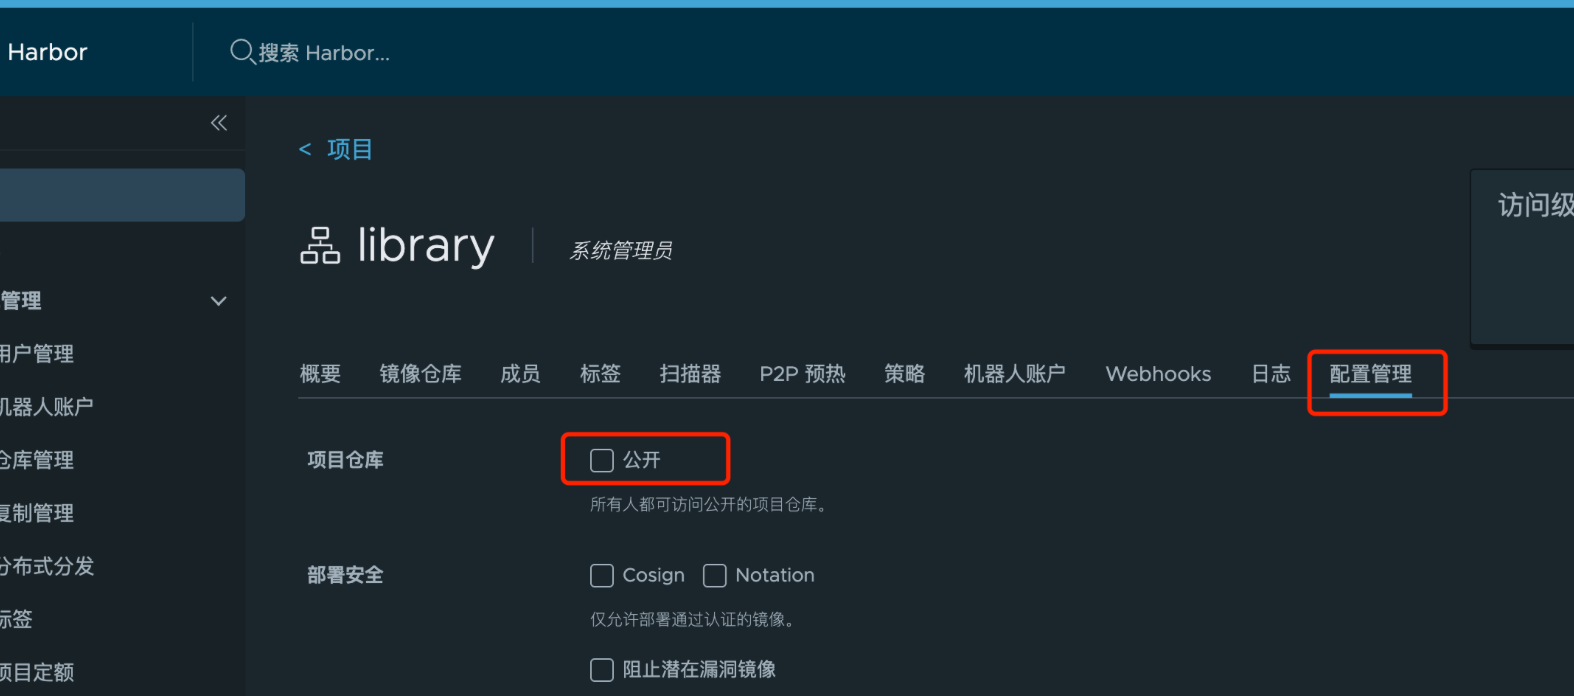 Harbor
搜索 Harbor...
< 项目
访问级
library
系统管理员
管理
用户管理
机器人账户
仓库管理
复制管理
分布式分发
标签
项目定额
概要 镜像仓库 成员 标签 扫描器 P2P 预热 策略 机器人账户 Webhooks 日志 配置管理
项目仓库
公开
所有人都可访问公开的项目仓库。
部署安全
Cosign Notation
仅允许部署通过认证的镜像。
阻止潜在漏洞镜像